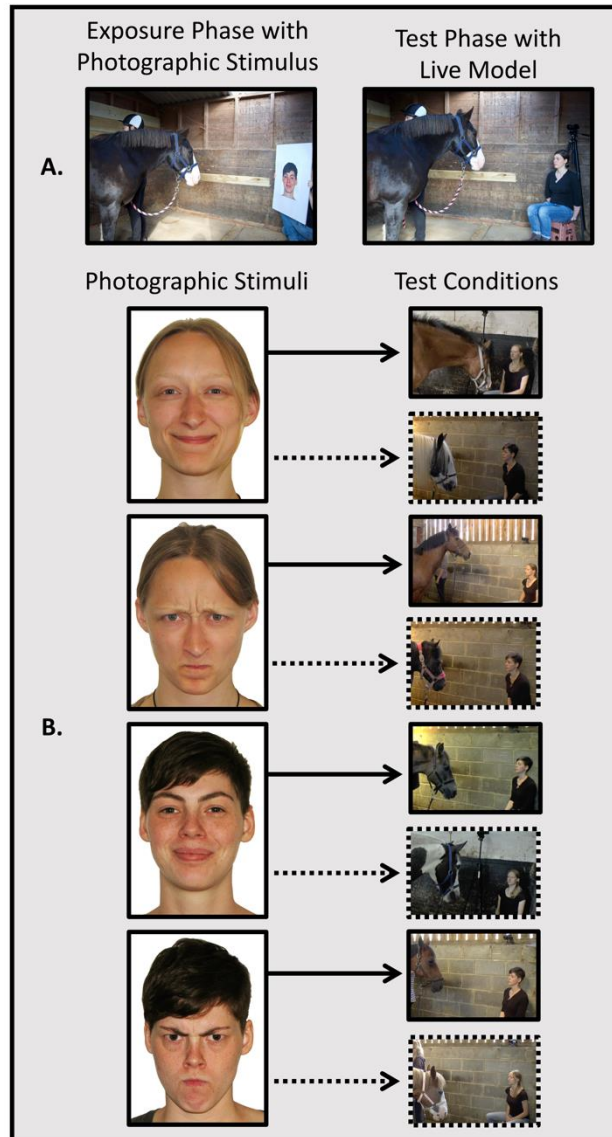 Exposure Phase with
Photographic Stimulus
Test Phase with
Live Model
A.
Photographic Stimuli
Test Conditions
B.